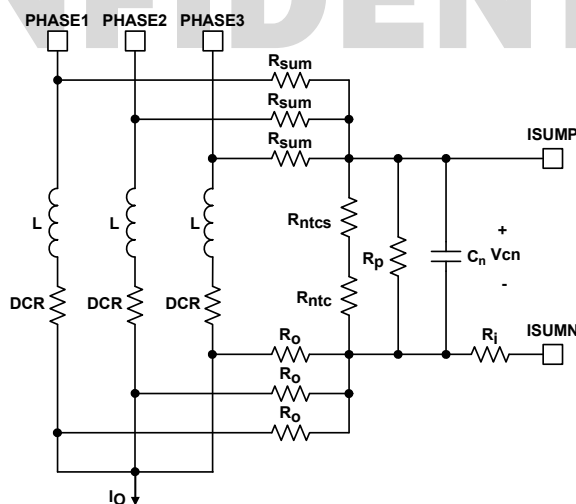 NFIDENT
PHASE1 PHASE2 PHASE3
Rsum
Rsum
Rsum
ISUMP
L L L
Rntcs
Rp
+
Cn Vcn
-
DCR DCR DCR
Rntc
Ro
Ri
ISUMN
Ro
Ro
IO